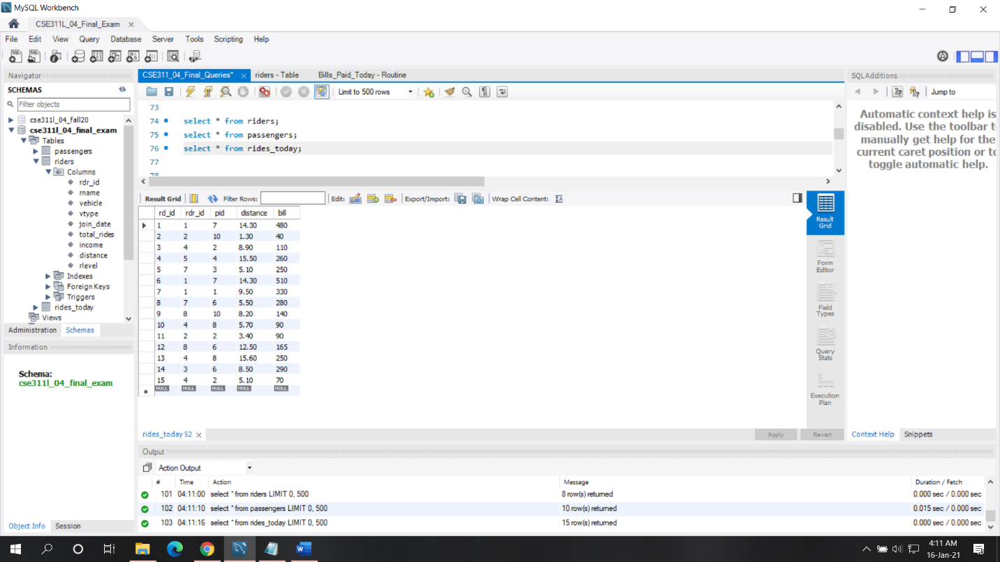 MySQL Workbench
CSE311L_04_Final_Exam
File Edit View Query Database Server Tools Scripting Help
Navigator
SCHEMAS
Filter objects
cse311l_04_fall20
cse311l_04_final_exam
Tables
passengers
riders
Columns
rdr_id
rname
vehicle
vtype
join_date
total_rides
income
distance
rlevel
Indexes
Foreign Keys
Triggers
rides_today
Views
Administration Schemas
Information
Schema:
cse311l_04_final_exam
Object Info Session
CSE311_04_Final_Queries* riders - Table Bills_Paid_Today - Routine
Limit to 500 rows
73
74 select * from riders;
75 select * from passengers;
76 select * from rides_today;
77
78
Result Grid Filter Rows: Edit: Export/Import: Wrap Cell Content:
rd_id rdr_id pid distance bill
1 1 7 14.30 480
2 2 10 1.30 40
3 4 2 8.90 110
4 5 4 15.50 260
5 7 3 5.10 250
6 1 7 14.30 510
7 1 1 9.50 330
8 7 6 5.50 280
9 8 10 8.20 140
10 4 8 5.70 90
11 2 2 3.40 90
12 8 6 12.50 165
13 4 8 15.60 250
14 3 6 8.50 290
15 4 2 5.10 70
NULL NULL NULL NULL NULL
Result
Grid
Form
Editor
Field
Types
Query
Stats
Execution
Plan
rides_today 52
Apply Revert
SQLAdditions
Jump to
Automatic context help is
disabled. Use the toolbar t
manually get help for the
current caret position or to
toggle automatic help.
Context Help Snippets
Output
Action Output
# Time Action Message Duration / Fetch
101 04:11:00 select * from riders LIMIT 0, 500 8 row(s) returned 0.000 sec / 0.000 sec
102 04:11:10 select * from passengers LIMIT 0, 500 10 row(s) returned 0.015 sec / 0.000 sec
103 04:11:16 select * from rides_today LIMIT 0, 500 15 row(s) returned 0.000 sec / 0.000 sec
4:11 AM
16-Jan-21